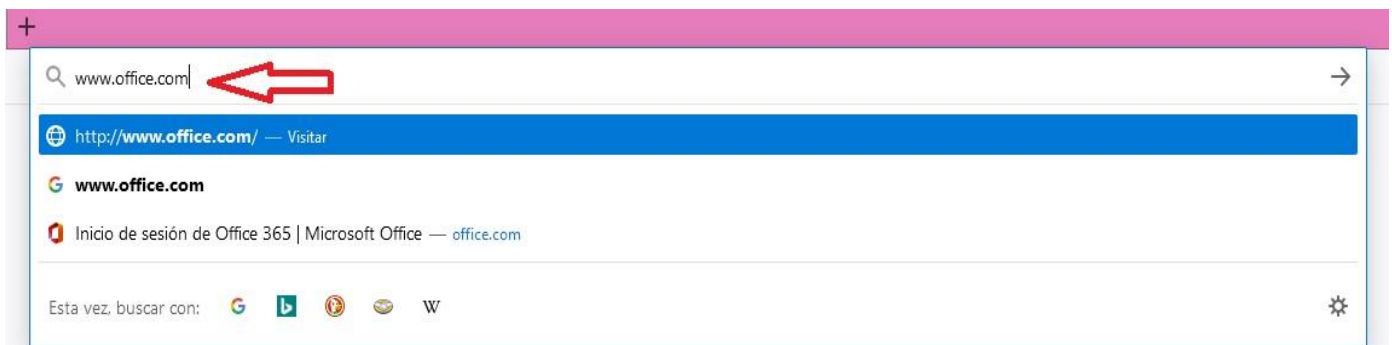 www.office.com
http://www.office.com/ — Visitar
www.office.com
Inicio de sesión de Office 365 | Microsoft Office — office.com
Esta vez, buscar con: